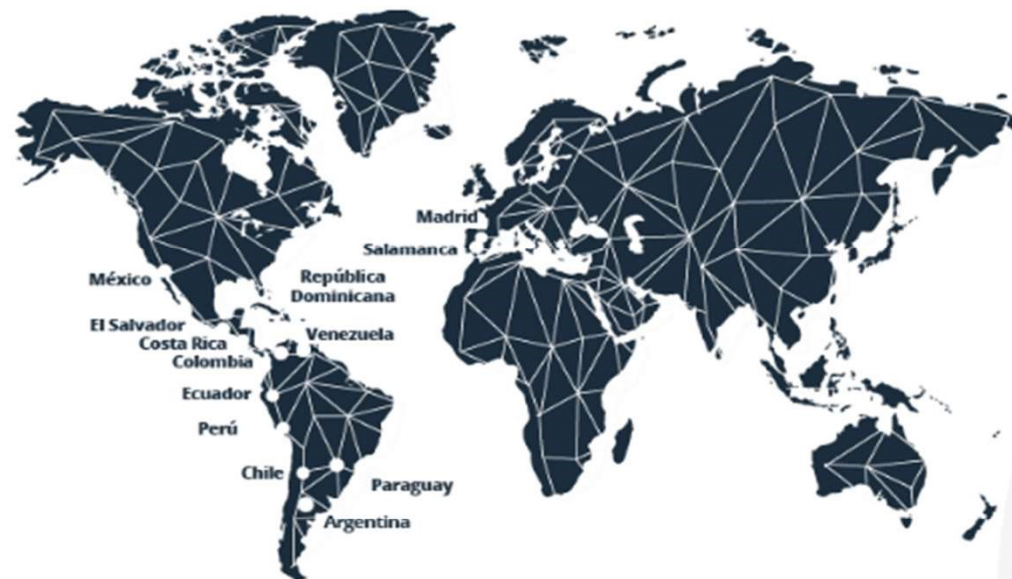 Madrid
Salamanca
México
República
Dominicana
El Salvador
Costa Rica
Venezuela
Colombia
Ecuador
Perú
Chile
Paraguay
Argentina